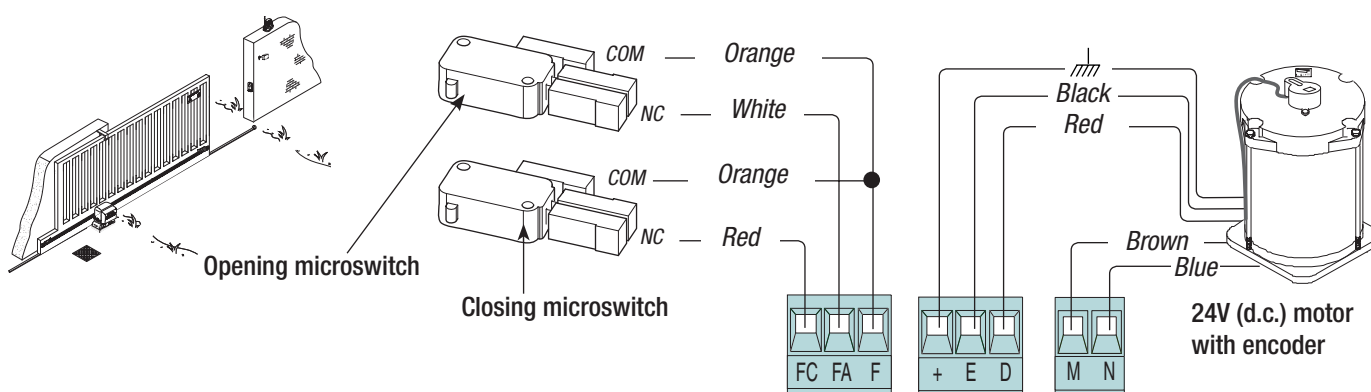 COM Orange
NC White
COM Orange
NC Red
Opening microswitch
Closing microswitch
Black
Red
Brown
Blue
24V (d.c.) motor
with encoder
FC FA F
+ E D
M N